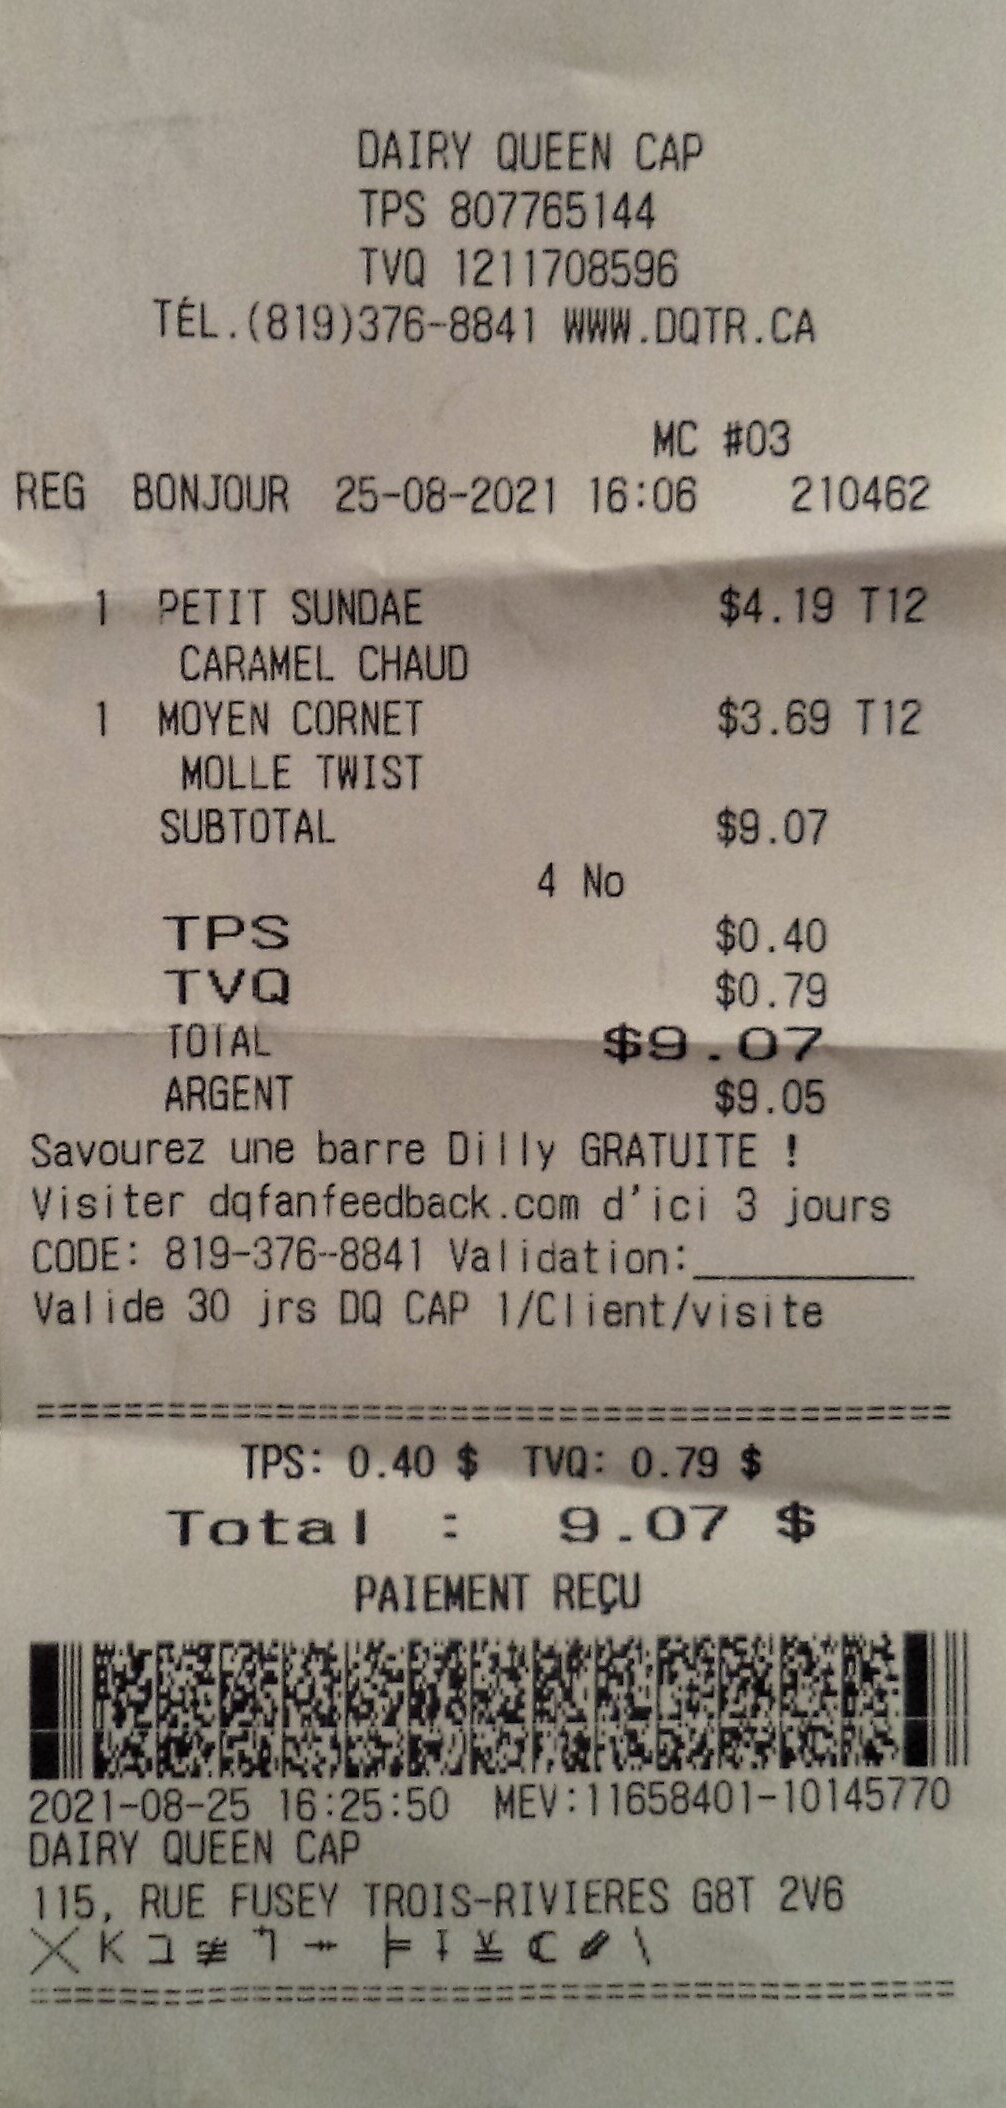 DAIRY QUEEN CAP
TPS 807765144
TVQ 1211708596
TÉL.(819)376-8841 WWW.DQTR.CA
MC #03
REG BONJOUR 25-08-2021 16:06 210462
1 PETIT SUNDAE $4.19 T12
CARAMEL CHAUD
1 MOYEN CORNET $3.69 T12
MOLLE TWIST
SUBTOTAL $9.07
4 No
TPS $0.40
TVQ $0.79
TOTAL $9.07
ARGENT $9.05
Savourez une barre Dilly GRATUITE !
Visiter dqfanfeedback.com d'ici 3 jours
CODE: 819-376-8841 Validation:__________
Valide 30 jrs DQ CAP 1/Client/visite
========================================
TPS: 0.40 $ TVQ: 0.79 $
Total : 9.07 $
PAIEMENT REÇU
2021-08-25 16:25:50 MEV:11658401-10145770
DAIRY QUEEN CAP
115, RUE FUSEY TROIS-RIVIERES G8T 2V6
========================================